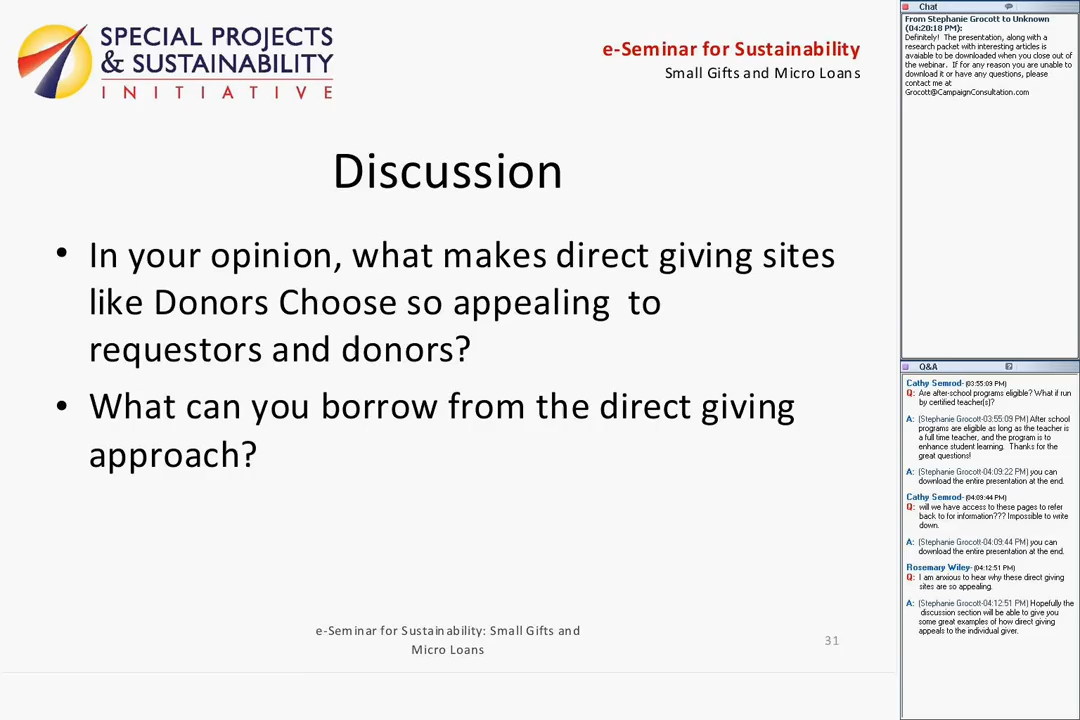 SPECIAL PROJECTS
& SUSTAINABILITY
INITIATIVE
e-Seminar for Sustainability
Small Gifts and Micro Loans
Discussion
• In your opinion, what makes direct giving sites
like Donors Choose so appealing to
requestors and donors?
• What can you borrow from the direct giving
approach?
e-Seminar for Sustainability: Small Gifts and
Micro Loans
31
Chat
From Stephanie Grocott to Unknown
(04:20:18 PM):
Definitely! The presentation, along with a
research packet with interesting articles is
avaiable to be downloaded when you close out of
the webinar. If for any reason you are unable to
download it or have any questions, please
contact me at
Grocott@CampaignConsultation.com
Q&A
Cathy Semrod- (03:55:09 PM)
Q: Are after-school programs eligible? What if run
by certified teacher(s)?
A: (Stephanie Grocott-03:55:09 PM) After school
programs are eligible as long as the teacher is
a full time teacher, and the program is to
enhance student learning. Thanks for the
great questions!
A: (Stephanie Grocott-04:09:22 PM) you can
download the entire presentation at the end.
Cathy Semrod- (04:09:44 PM)
Q: will we have access to these pages to refer
back to for information??? Impossible to write
down.
A: (Stephanie Grocott-04:09:44 PM) you can
download the entire presentation at the end.
Rosemary Wiley- (04:12:51 PM)
Q: I am anxious to hear why these direct giving
sites are so appealing.
A: (Stephanie Grocott-04:12:51 PM) Hopefully the
discussion section will be able to give you
some great examples of how direct giving
appeals to the individual giver.